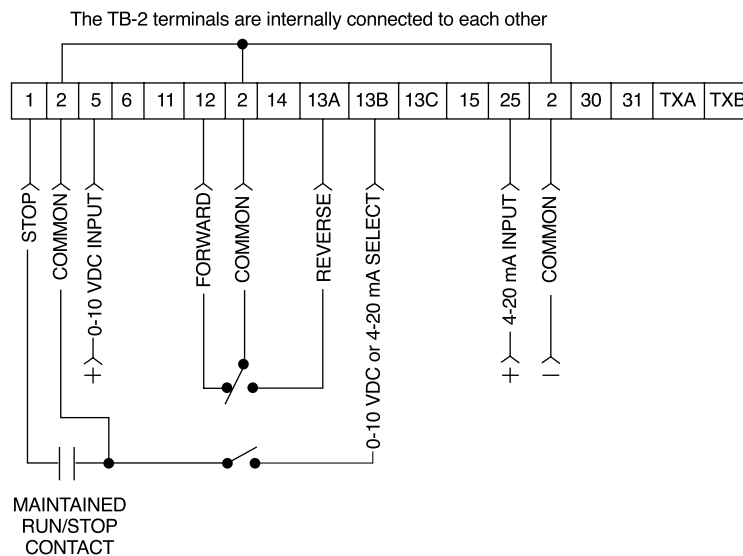 The TB-2 terminals are internally connected to each other
1 2 5 6 11 12 2 14 13A 13B 13C 15 25 2 30 31 TXA TXB
STOP
COMMON
0-10 VDC INPUT
+
FORWARD
COMMON
REVERSE
0-10 VDC or 4-20 mA SELECT
4-20 mA INPUT
+
COMMON
–
MAINTAINED
RUN/STOP
CONTACT